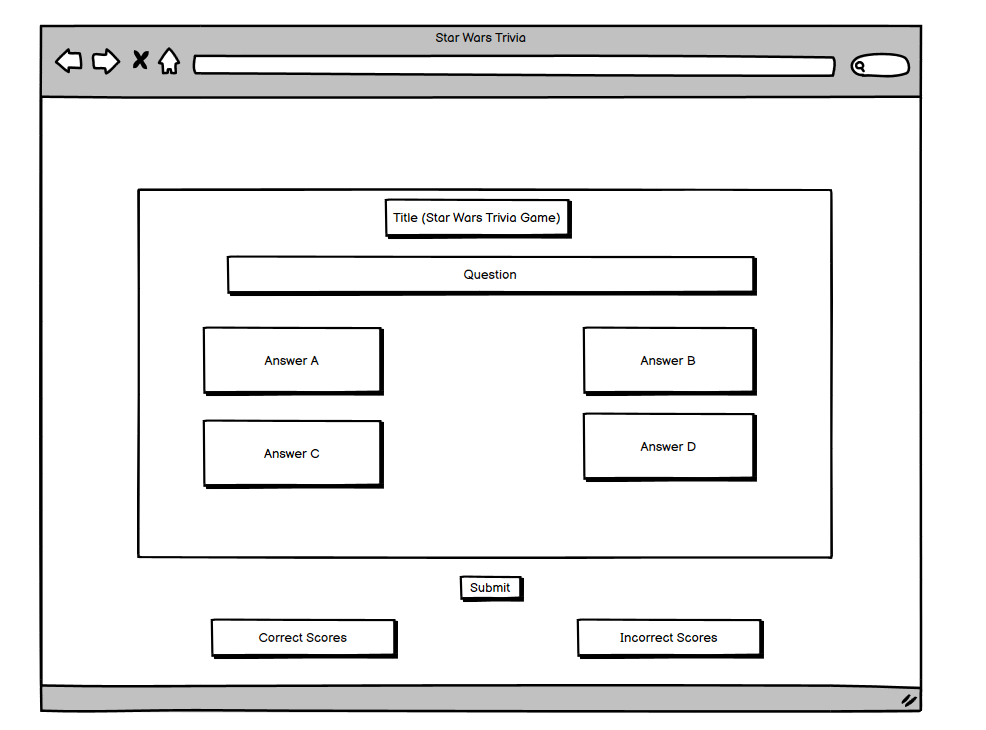 Star Wars Trivia
Title (Star Wars Trivia Game)
Question
Answer A
Answer B
Answer C
Answer D
Submit
Correct Scores
Incorrect Scores